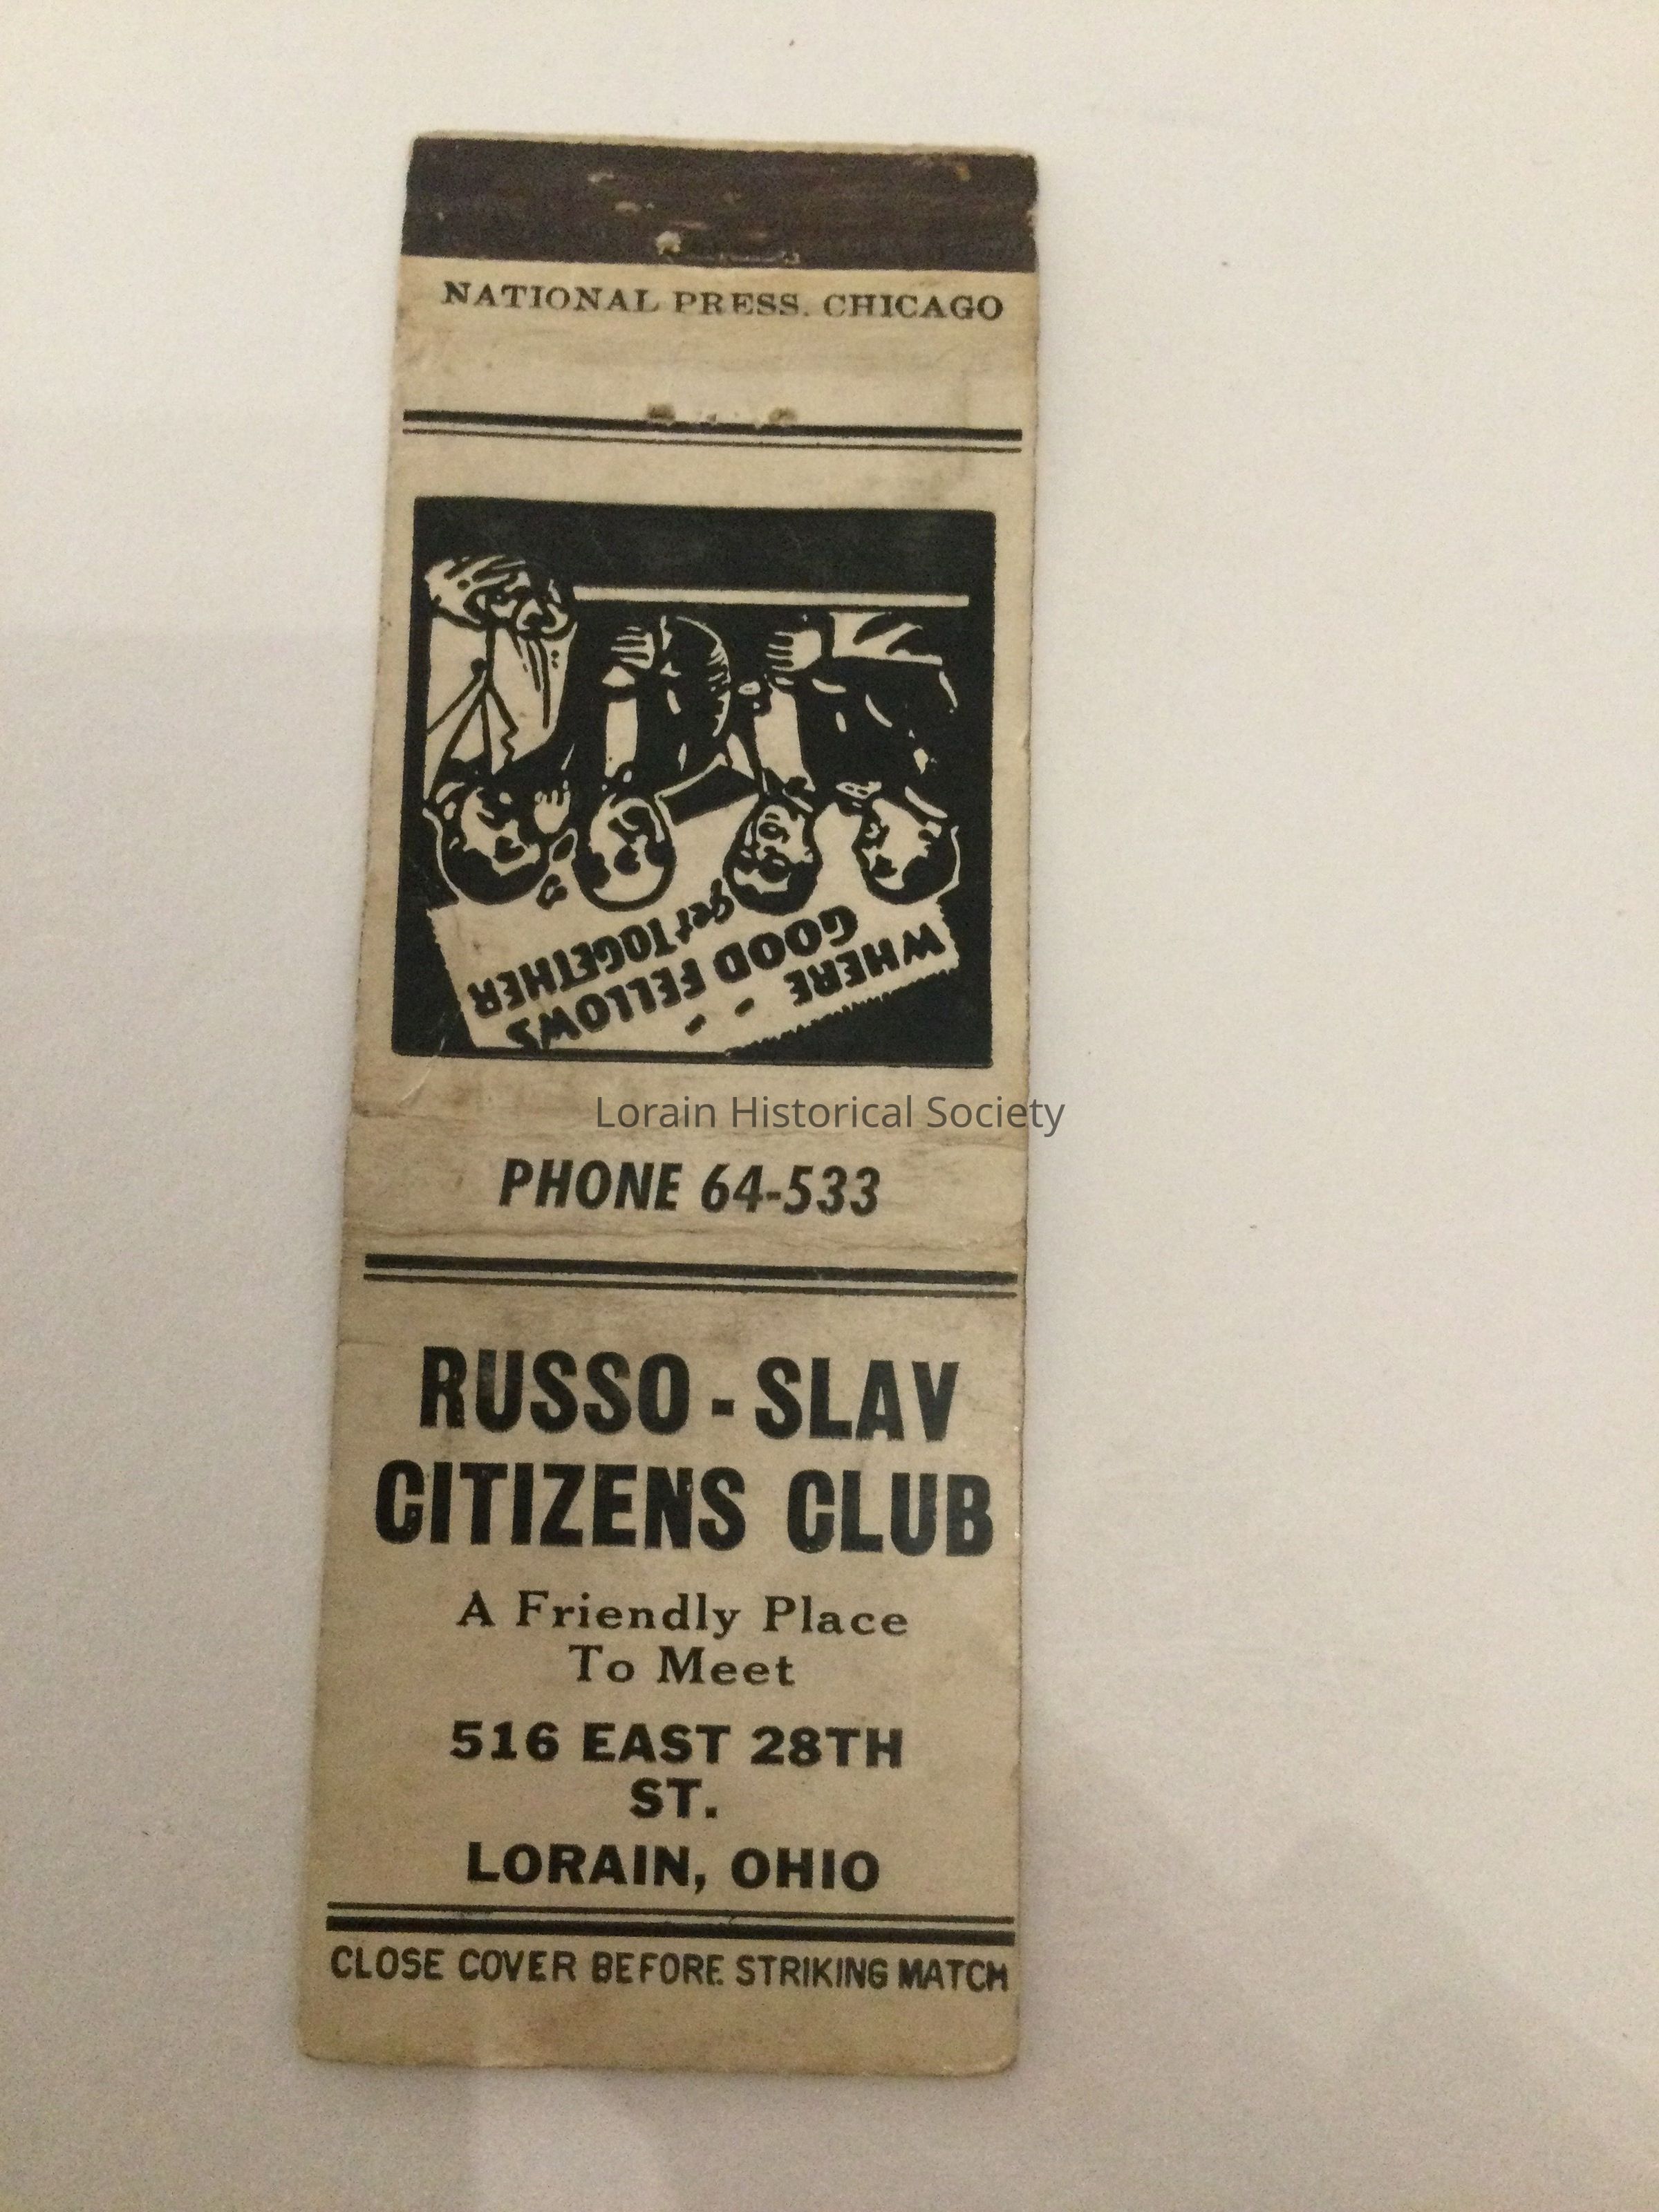 NATIONAL PRESS. CHICAGO
WHERE - -
GOOD FELLOWS
get TOGETHER
Lorain Historical Society
PHONE 64-533
RUSSO - SLAV
CITIZENS CLUB
A Friendly Place
To Meet
516 EAST 28TH
ST.
LORAIN, OHIO
CLOSE COVER BEFORE STRIKING MATCH